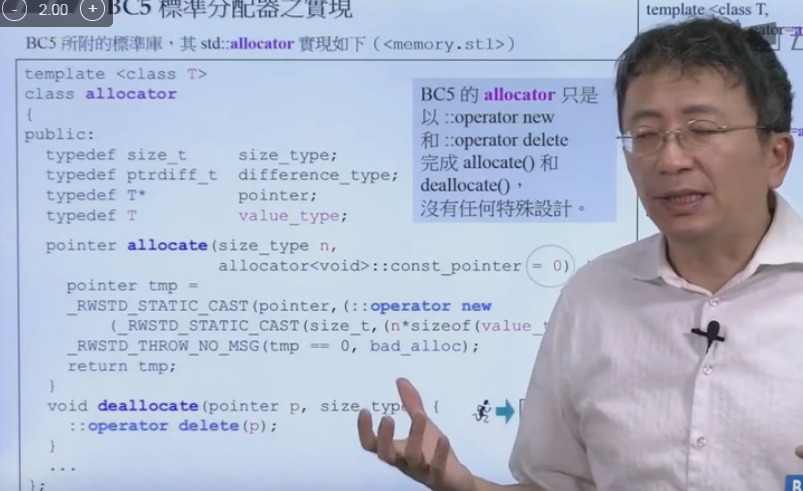 2.00
BC5 標準分配器之實現
BC5 所附的標準庫，其 std::allocator 實現如下（<memory.stl>）
template <class T>
class allocator
{
public:
typedef size_t size_type;
typedef ptrdiff_t difference_type;
typedef T* pointer;
typedef T value_type;
pointer allocate(size_type n,
allocator<void>::const_pointer = 0)
pointer tmp =
_RWSTD_STATIC_CAST(pointer,(::operator new
(_RWSTD_STATIC_CAST(size_t,(n*sizeof(value_
_RWSTD_THROW_NO_MSG(tmp == 0, bad_alloc);
return tmp;
}
void deallocate(pointer p, size_type {
::operator delete(p);
}
...
};
BC5 的 allocator 只是
以 ::operator new
和 ::operator delete
完成 allocate() 和
deallocate()，
沒有任何特殊設計。
template <class T,